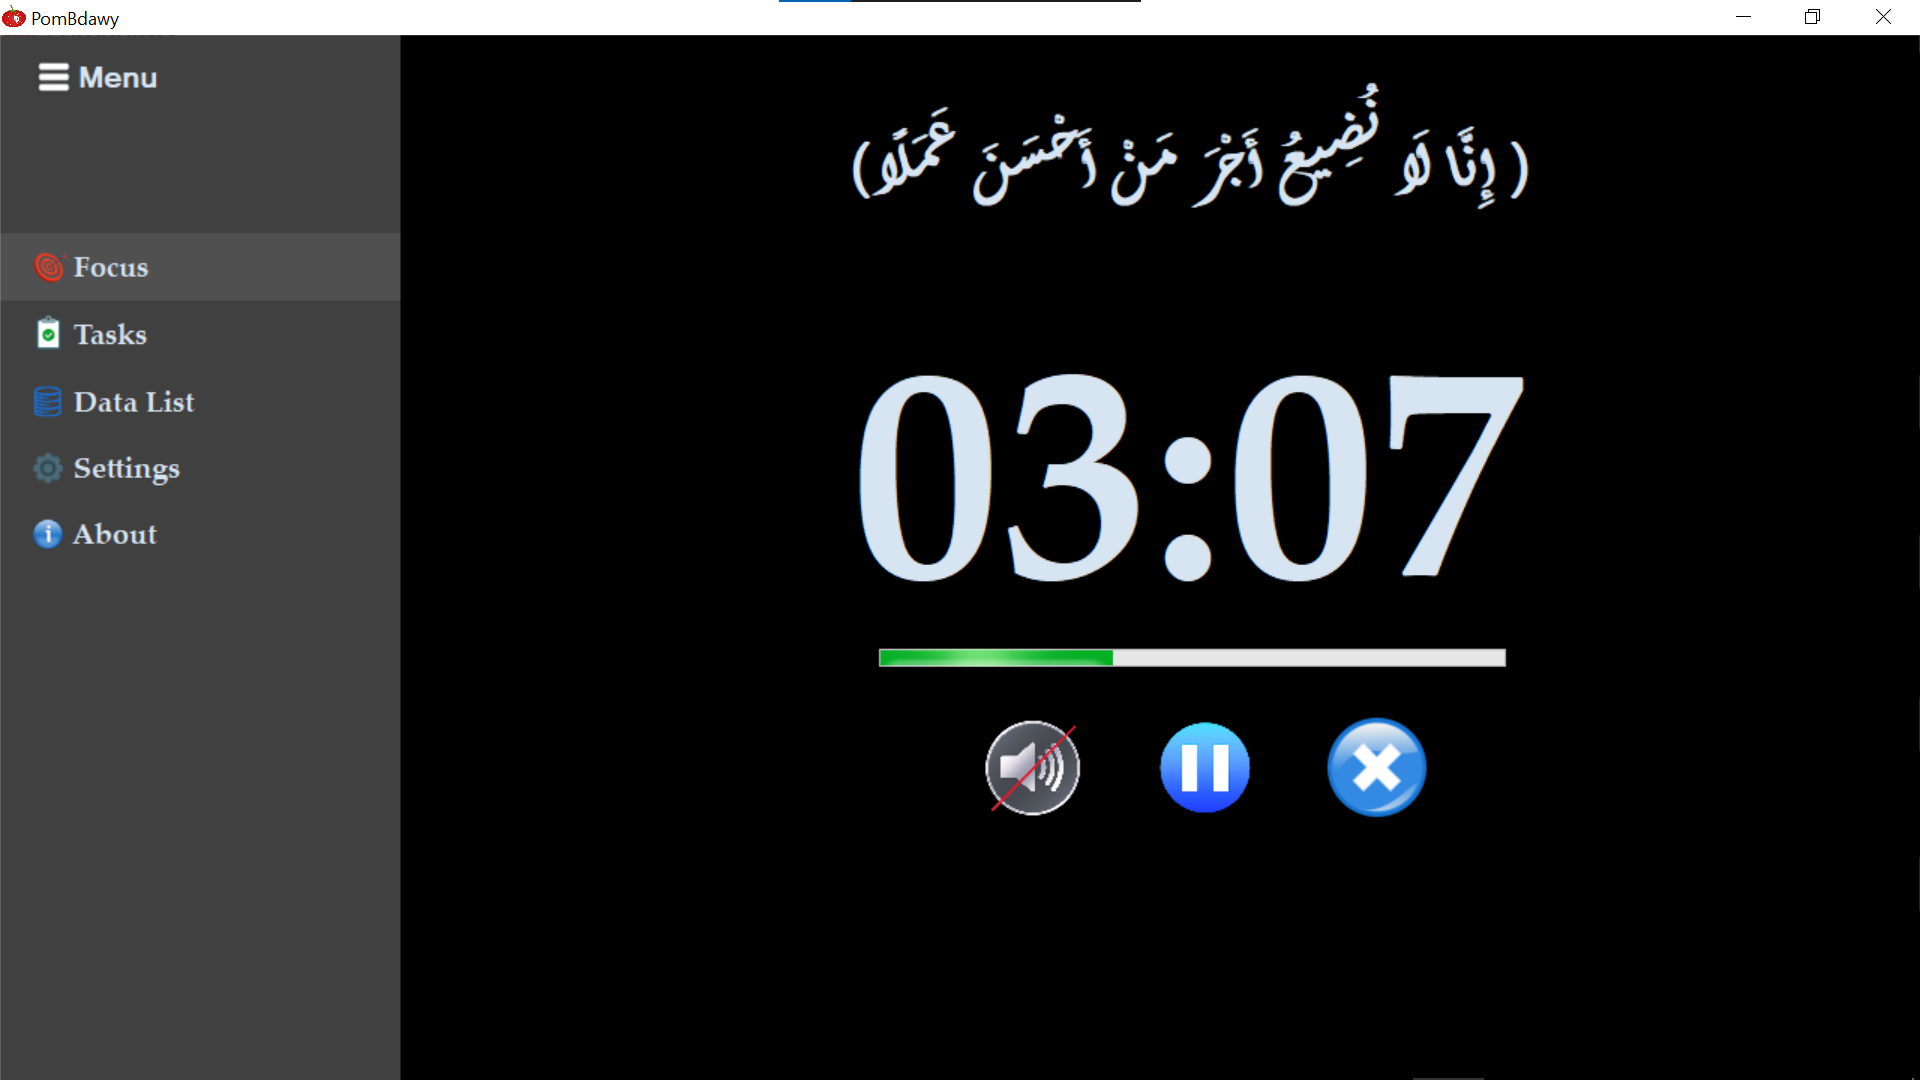 PomBdawy
Menu
( إِنَّا لَا نُضِيعُ أَجْرَ مَنْ أَحْسَنَ عَمَلًا)
Focus
Tasks
Data List
Settings
About
03:07